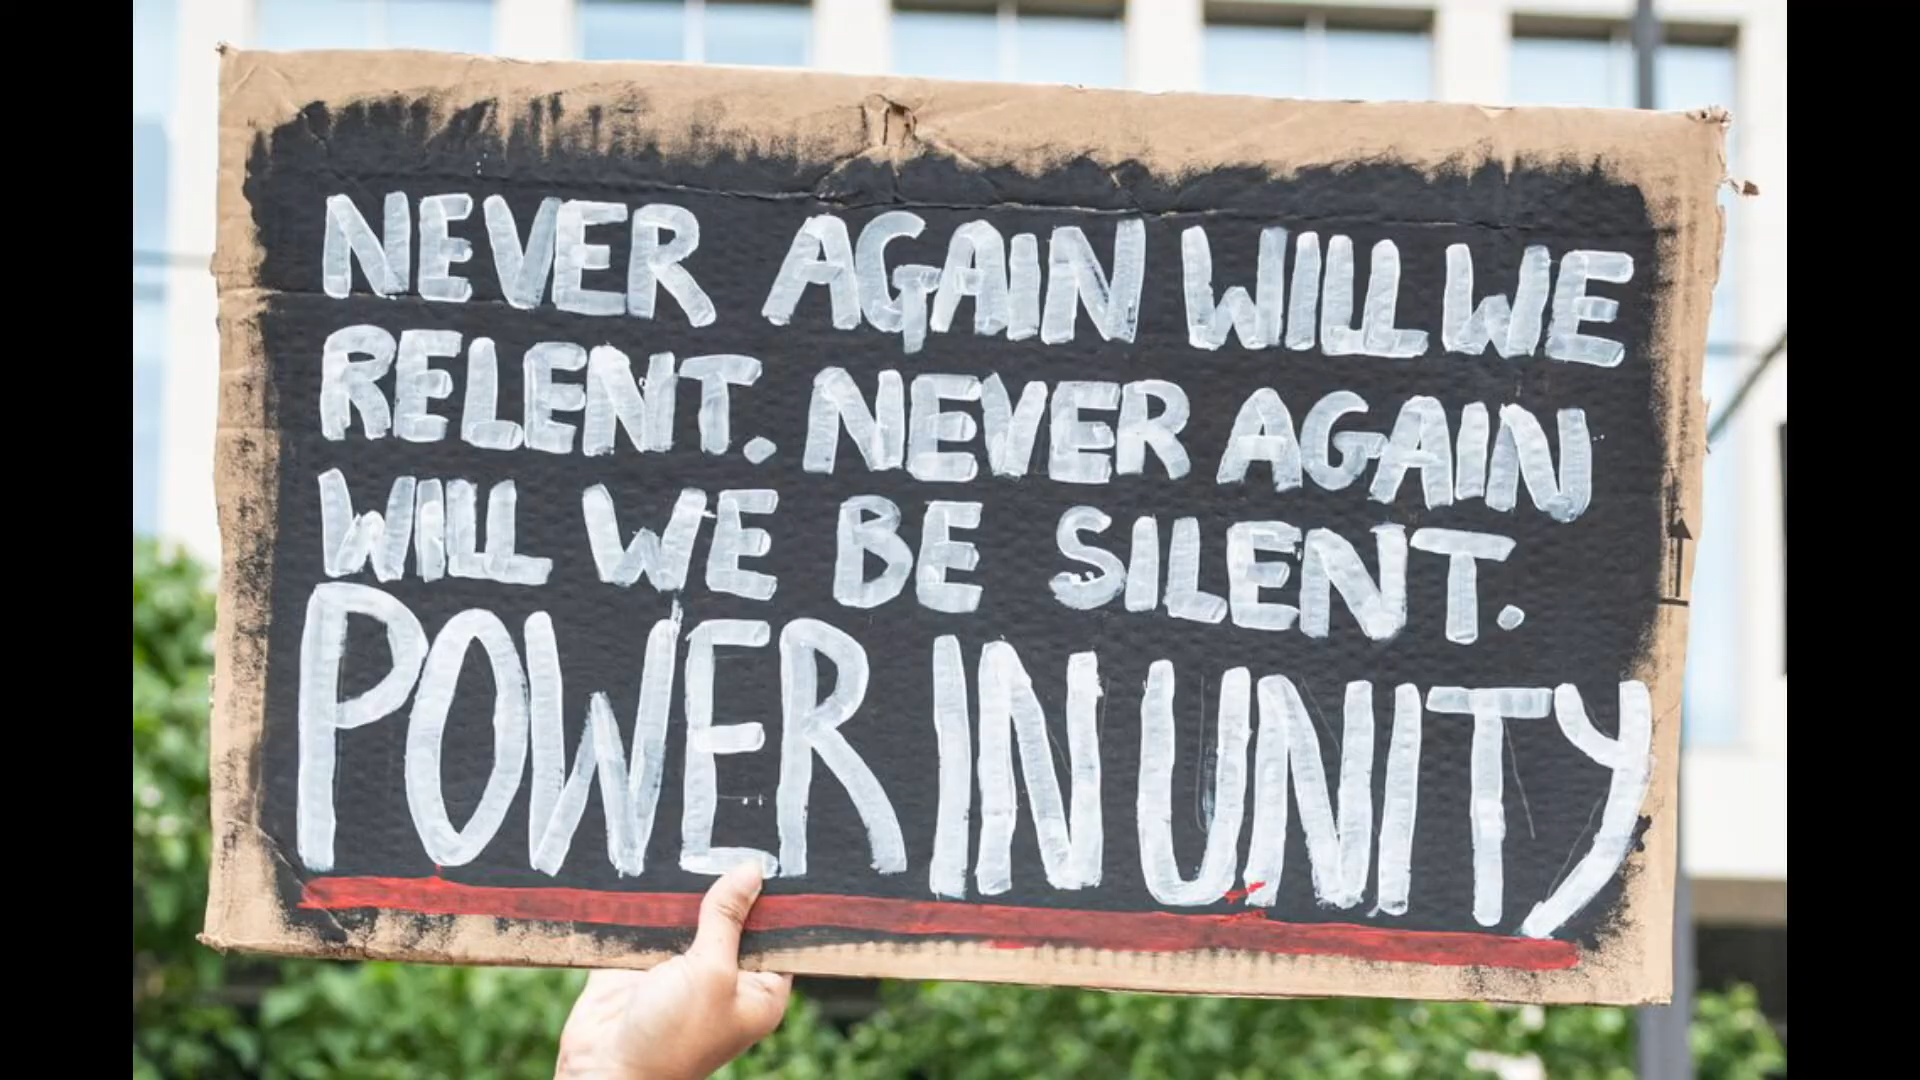 NEVER AGAIN WILL WE
RELENT. NEVER AGAIN
WILL WE BE SILENT.
POWER IN UNITY